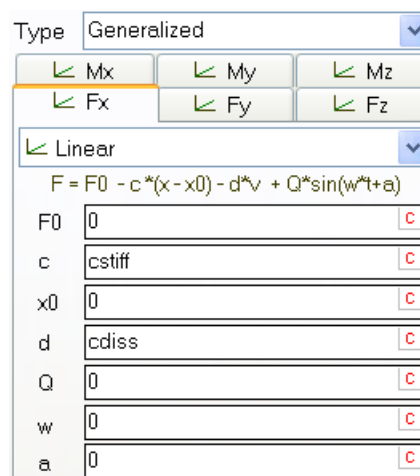 Type Generalized
Mx My Mz
Fx Fy Fz
Linear
F = F0 - c*(x-x0) - d*v + Q*sin(w*t+a)
F0 0 C
c cstiff C
x0 0 C
d cdiss C
Q 0 C
w 0 C
a 0 C